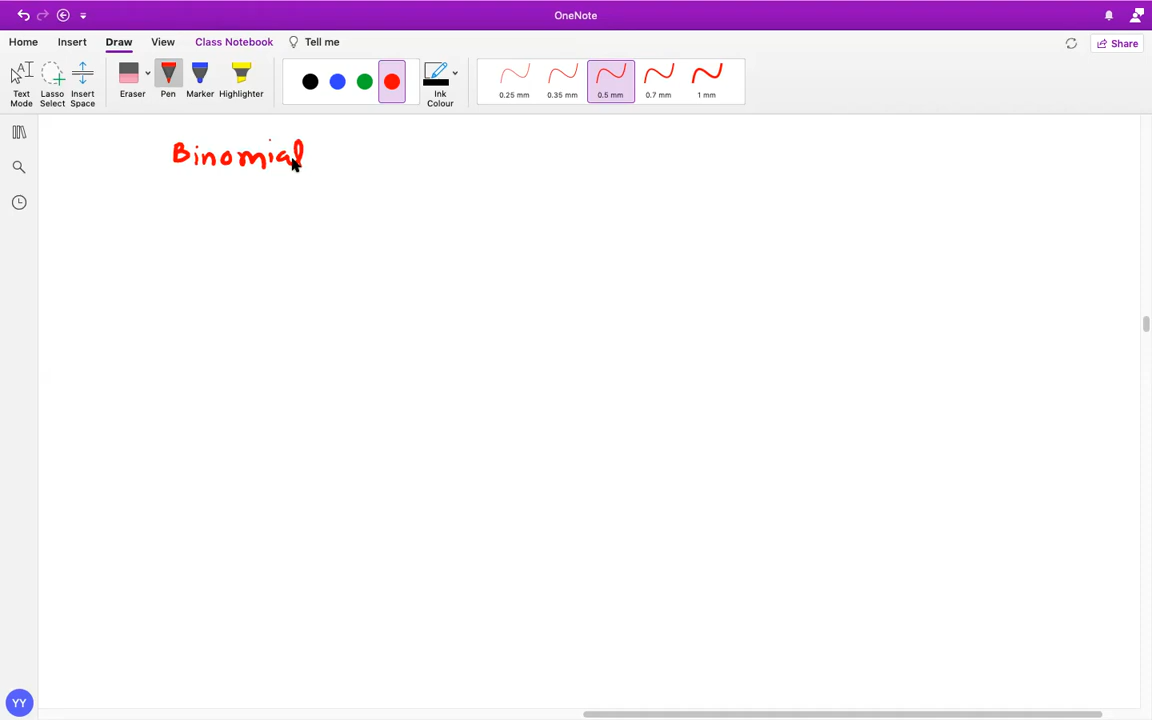 OneNote
Home Insert Draw View Class Notebook Tell me
Share
Text Mode
Lasso Select
Insert Space
Eraser
Pen
Marker
Highlighter
Ink Colour
0.25 mm
0.35 mm
0.5 mm
0.7 mm
1 mm
Binomial
YY